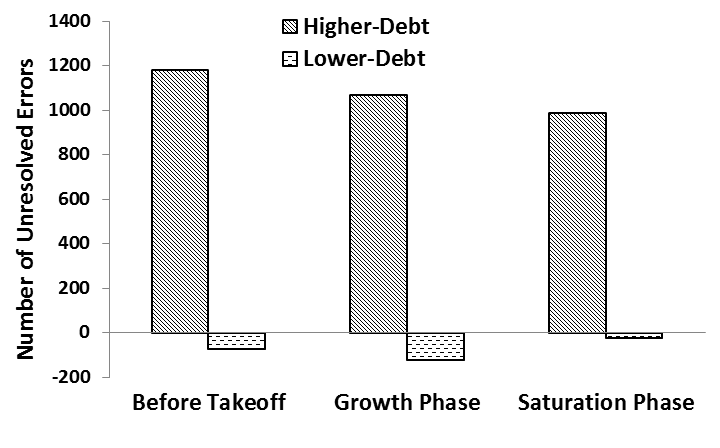 Number of Unresolved Errors
1400
1200
1000
800
600
400
200
0
-200
Higher-Debt
Lower-Debt
Before Takeoff
Growth Phase
Saturation Phase